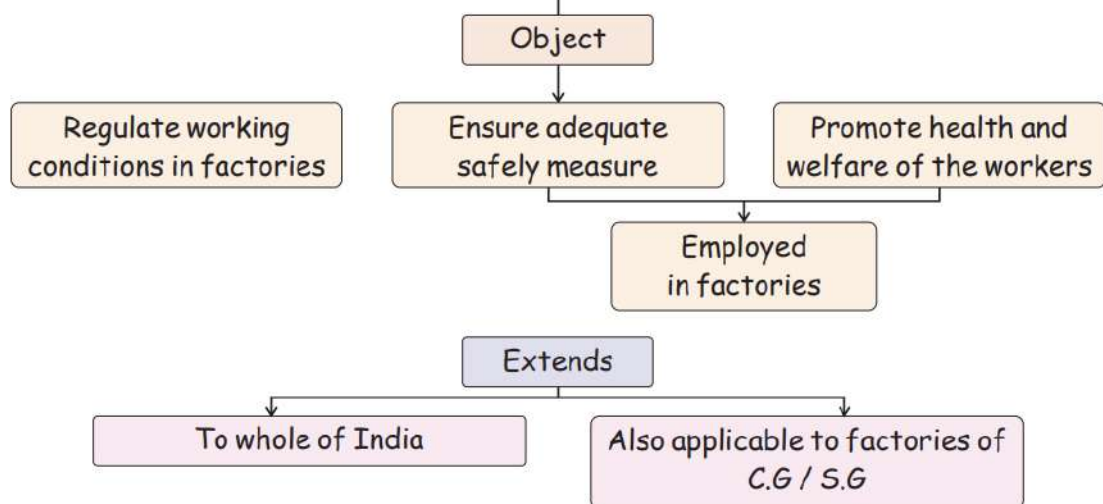 Object
Regulate working
conditions in factories
Ensure adequate
safely measure
Promote health and
welfare of the workers
Employed
in factories
Extends
To whole of India
Also applicable to factories of
C.G / S.G